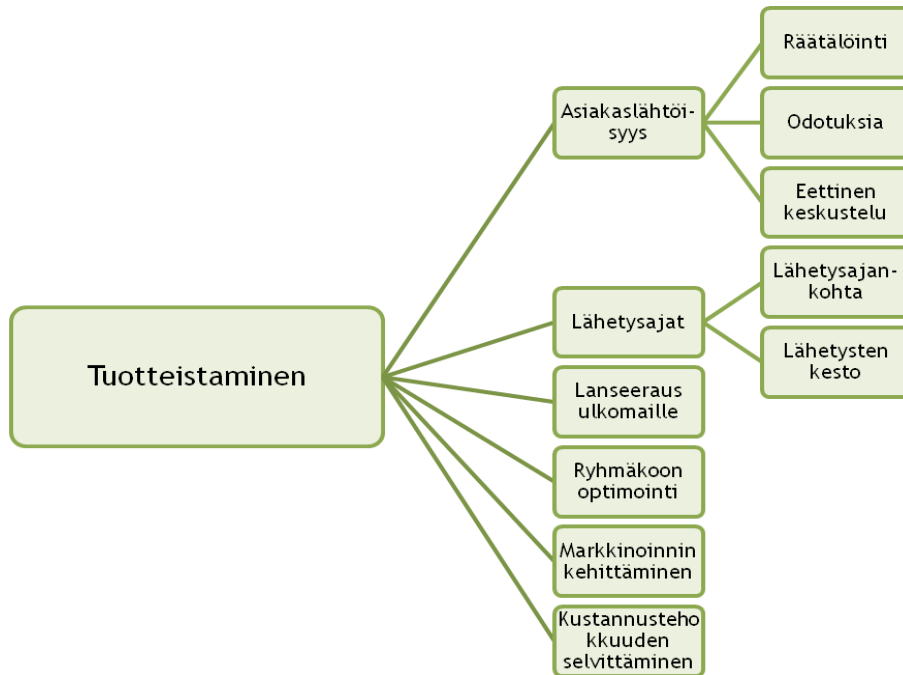 Tuotteistaminen
Asiakaslähtöi-
syys
Räätälöinti
Odotuksia
Eettinen
keskustelu
Lähetysajat
Lähetysajan-
kohta
Lähetysten
kesto
Lanseeraus
ulkomaille
Ryhmäkoon
optimointi
Markkinoinnin
kehittäminen
Kustannusteho
kkuuden
selvittäminen